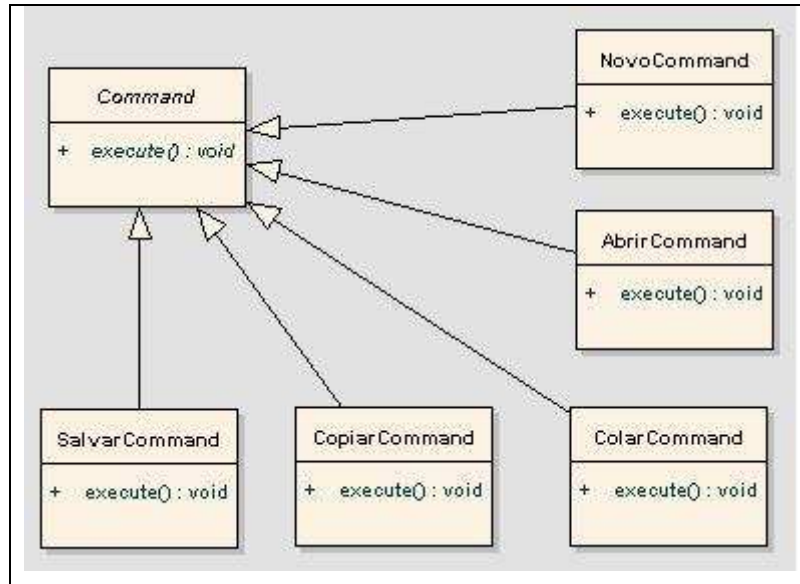 Command
+ execute() : void
NovoCommand
+ execute() : void
AbrirCommand
+ execute() : void
SalvarCommand
+ execute() : void
CopiarCommand
+ execute() : void
ColarCommand
+ execute() : void